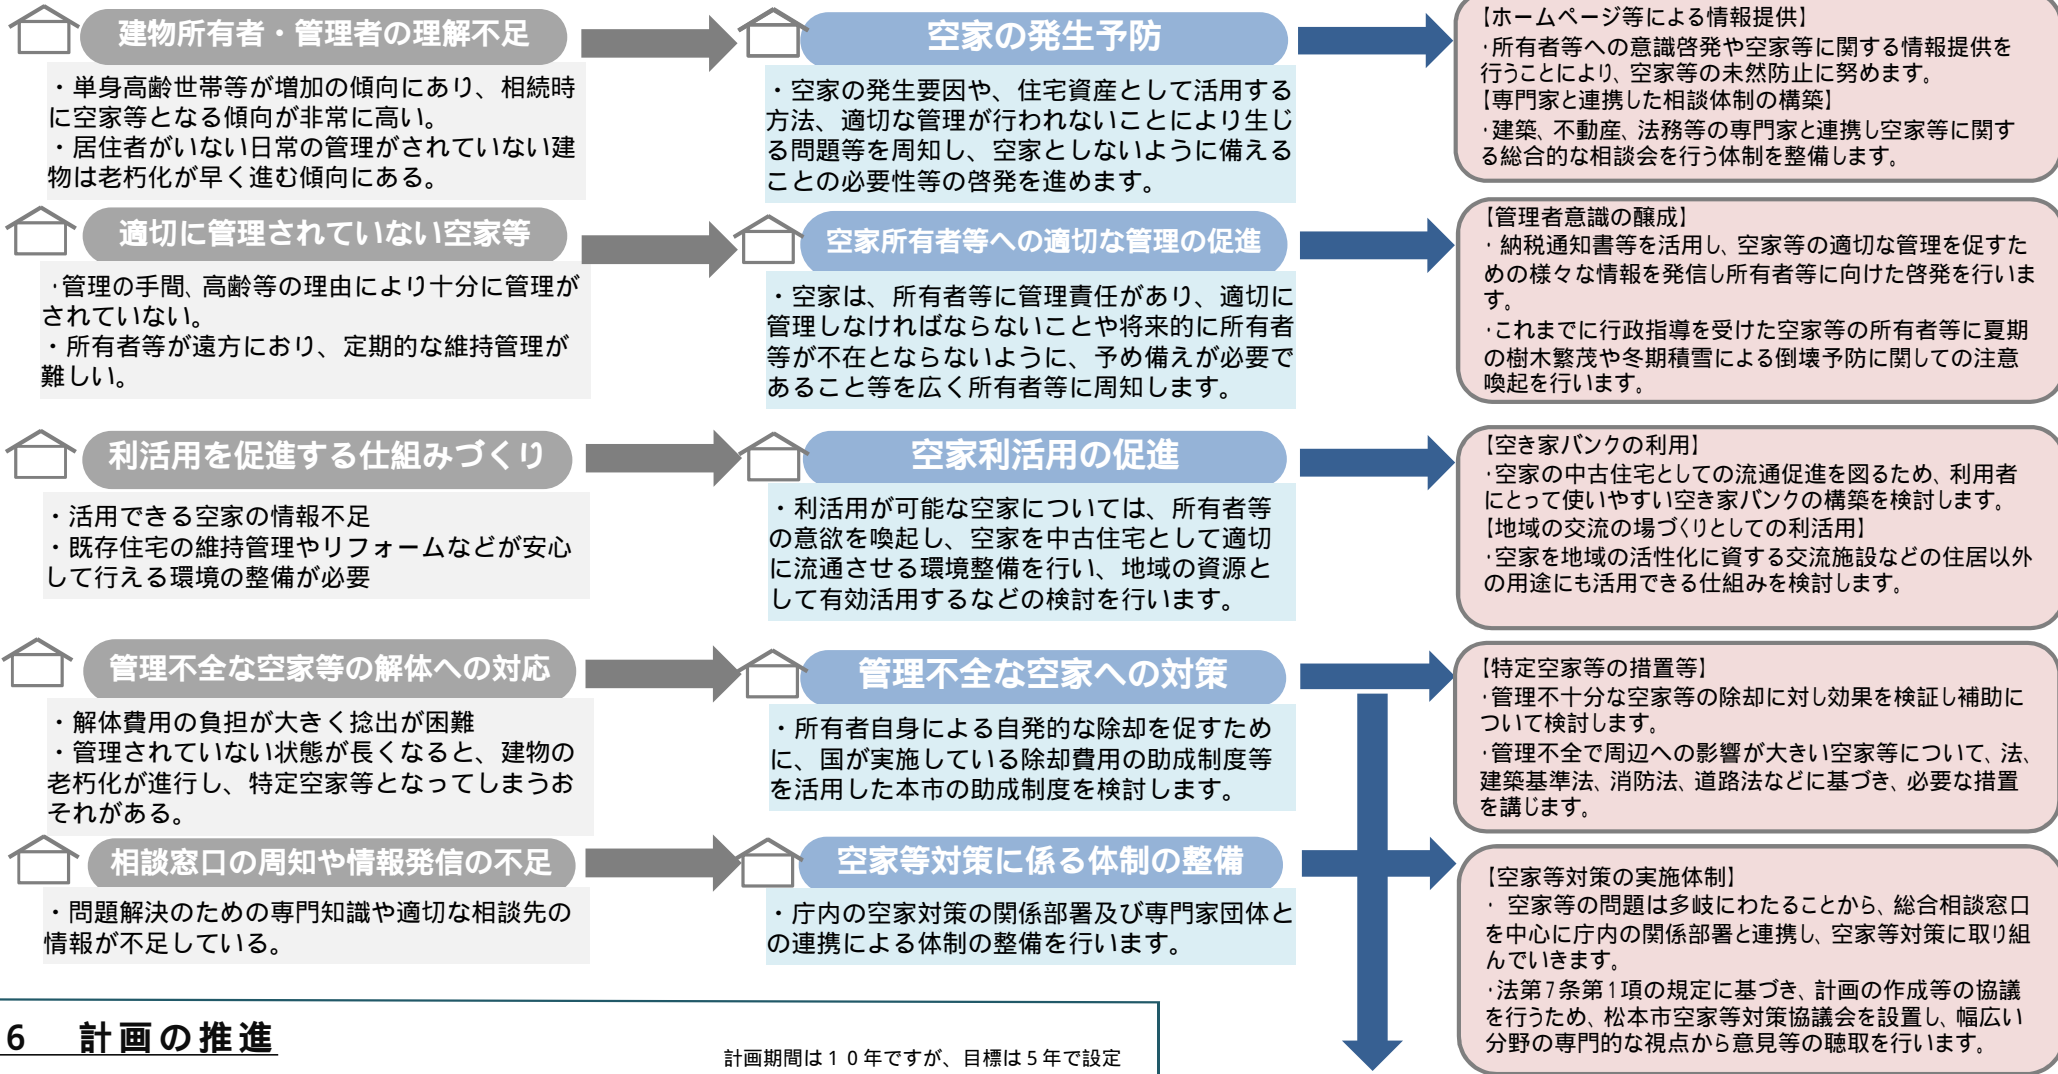 建物所有者・管理者の理解不足
・単身高齢世帯等が増加の傾向にあり、相続時
に空家等となる傾向が非常に高い。
・居住者がいない日常の管理がされていない建
物は老朽化が早く進む傾向にある。
空家の発生予防
・空家の発生要因や、住宅資産として活用する
方法、適切な管理が行われないことにより生じ
る問題等を周知し、空家としないように備える
ことの必要性等の啓発を進めます。
【ホームページ等による情報提供】
・所有者等への意識啓発や空家等に関する情報提供を
行うことにより、空家等の未然防止に努めます。
【専門家と連携した相談体制の構築】
・建築、不動産、法務等の専門家と連携し空家等に関す
る総合的な相談会を行う体制を整備します。
適切に管理されていない空家等
・管理の手間、高齢等の理由により十分に管理が
されていない。
・所有者等が遠方におり、定期的な維持管理が
難しい。
空家所有者等への適切な管理の促進
・空家は、所有者等に管理責任があり、適切に
管理しなければならないことや将来的に所有者
等が不在とならないように、予め備えが必要で
あること等を広く所有者等に周知します。
【管理者意識の醸成】
・納税通知書等を活用し、空家等の適切な管理を促すた
めの様々な情報を発信し所有者等に向けた啓発を行いま
す。
・これまでに行政指導を受けた空家等の所有者等に夏期
の樹木繁茂や冬期積雪による倒壊予防に関しての注意
喚起を行います。
利活用を促進する仕組みづくり
・活用できる空家の情報不足
・既存住宅の維持管理やリフォームなどが安心
して行える環境の整備が必要
空家利活用の促進
・利活用が可能な空家については、所有者等
の意欲を喚起し、空家を中古住宅として適切
に流通させる環境整備を行い、地域の資源と
して有効活用するなどの検討を行います。
【空き家バンクの利用】
・空家の中古住宅としての流通促進を図るため、利用者
にとって使いやすい空き家バンクの構築を検討します。
【地域の交流の場づくりとしての利活用】
・空家を地域の活性化に資する交流施設などの住居以外
の用途にも活用できる仕組みを検討します。
管理不全な空家等の解体への対応
・解体費用の負担が大きく捻出が困難
・管理されていない状態が長くなると、建物の
老朽化が進行し、特定空家等となってしまうお
それがある。
管理不全な空家への対策
・所有者自身による自発的な除却を促すため
に、国が実施している除却費用の助成制度等
を活用した本市の助成制度を検討します。
【特定空家等の措置等】
・管理不十分な空家等の除却に対し効果を検証し補助に
ついて検討します。
・管理不全で周辺への影響が大きい空家等について、法、
建築基準法、消防法、道路法などに基づき、必要な措置
を講じます。
相談窓口の周知や情報発信の不足
・問題解決のための専門知識や適切な相談先の
情報が不足している。
空家等対策に係る体制の整備
・庁内の空家対策の関係部署及び専門家団体と
の連携による体制の整備を行います。
【空家等対策の実施体制】
・ 空家等の問題は多岐にわたることから、総合相談窓口
を中心に庁内の関係部署と連携し、空家等対策に取り組
んでいきます。
・法第7条第1項の規定に基づき、計画の作成等の協議
を行うため、松本市空家等対策協議会を設置し、幅広い
分野の専門的な視点から意見等の聴取を行います。
6 計画の推進
計画期間は１０年ですが、目標は５年で設定